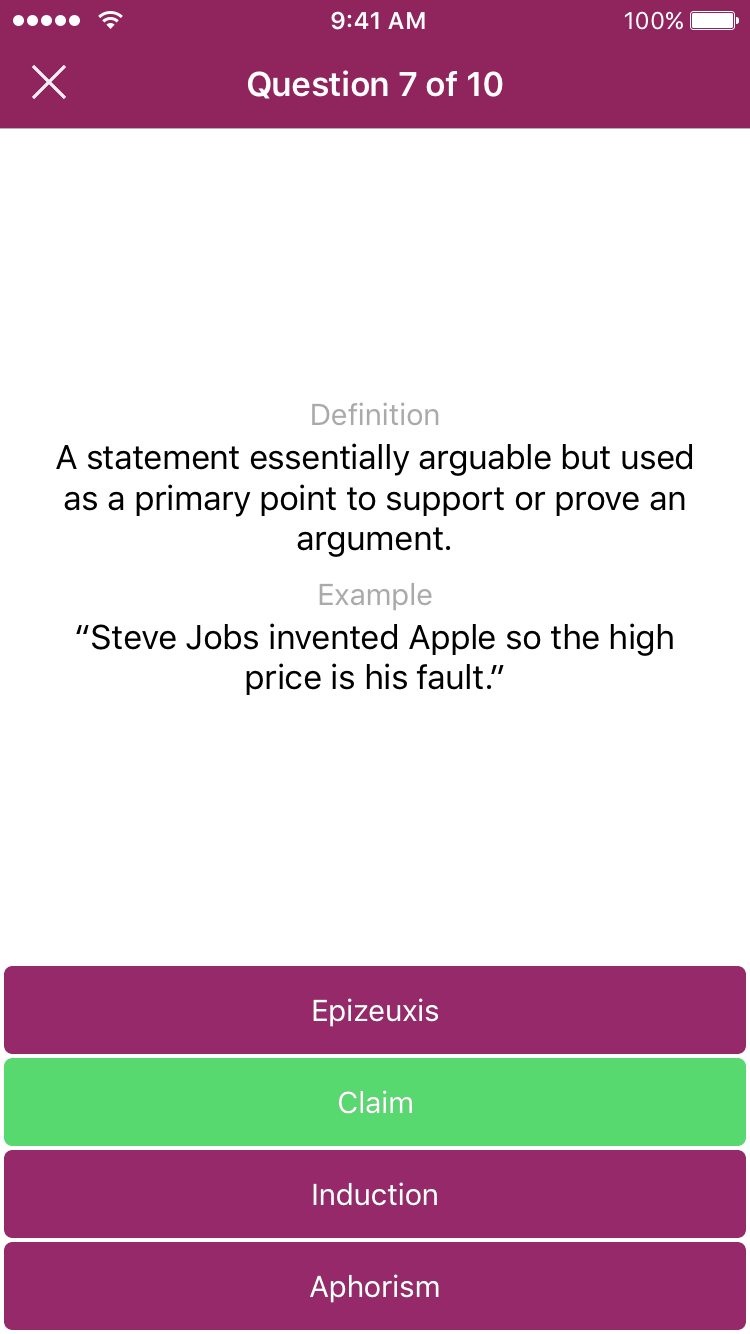 9:41 AM
100%
Question 7 of 10
Definition
A statement essentially arguable but used
as a primary point to support or prove an
argument.
Example
“Steve Jobs invented Apple so the high
price is his fault.”
Epizeuxis
Claim
Induction
Aphorism